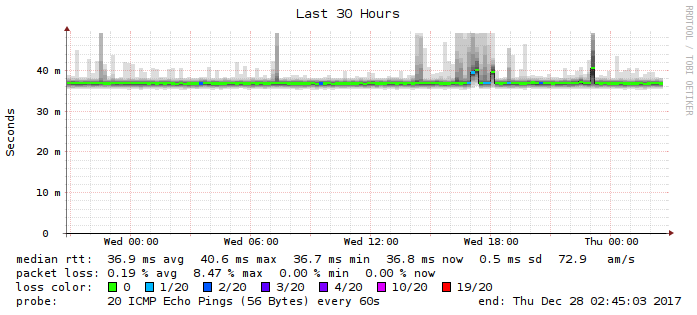 Last 30 Hours
RRDTOOL / TOBI OETIKER
Seconds
40 m
30 m
20 m
10 m
0
Wed 00:00 Wed 06:00 Wed 12:00 Wed 18:00 Thu 00:00
median rtt: 36.9 ms avg 40.6 ms max 36.7 ms min 36.8 ms now 0.5 ms sd 72.9 am/s
packet loss: 0.19 % avg 8.47 % max 0.00 % min 0.00 % now
loss color: 0 1/20 2/20 3/20 4/20 10/20 19/20
probe: 20 ICMP Echo Pings (56 Bytes) every 60s end: Thu Dec 28 02:45:03 2017